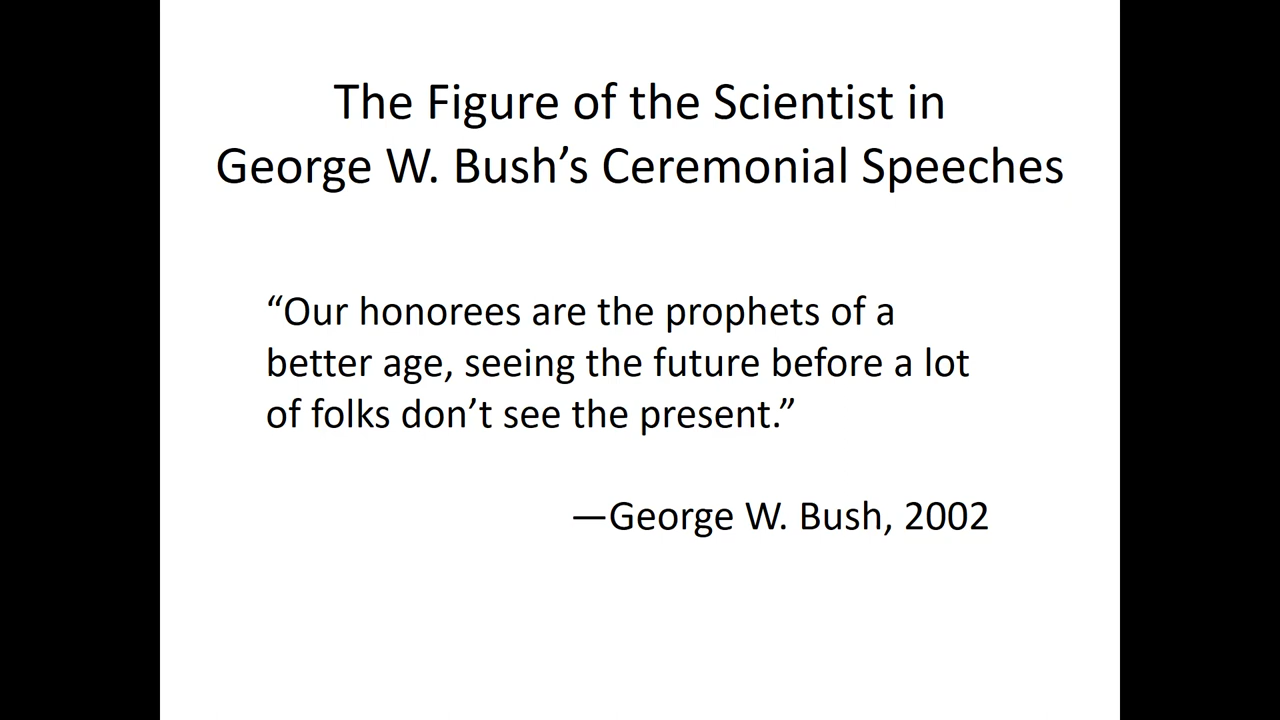 The Figure of the Scientist in
George W. Bush’s Ceremonial Speeches
“Our honorees are the prophets of a
better age, seeing the future before a lot
of folks don’t see the present.”
—George W. Bush, 2002